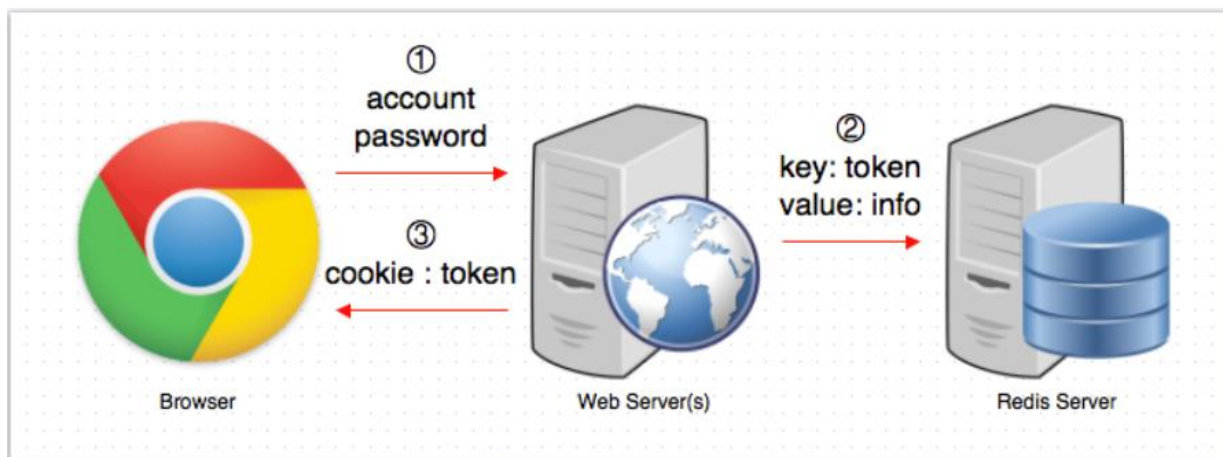 ①
account
password
②
key: token
value: info
③
cookie : token
Browser
Web Server(s)
Redis Server